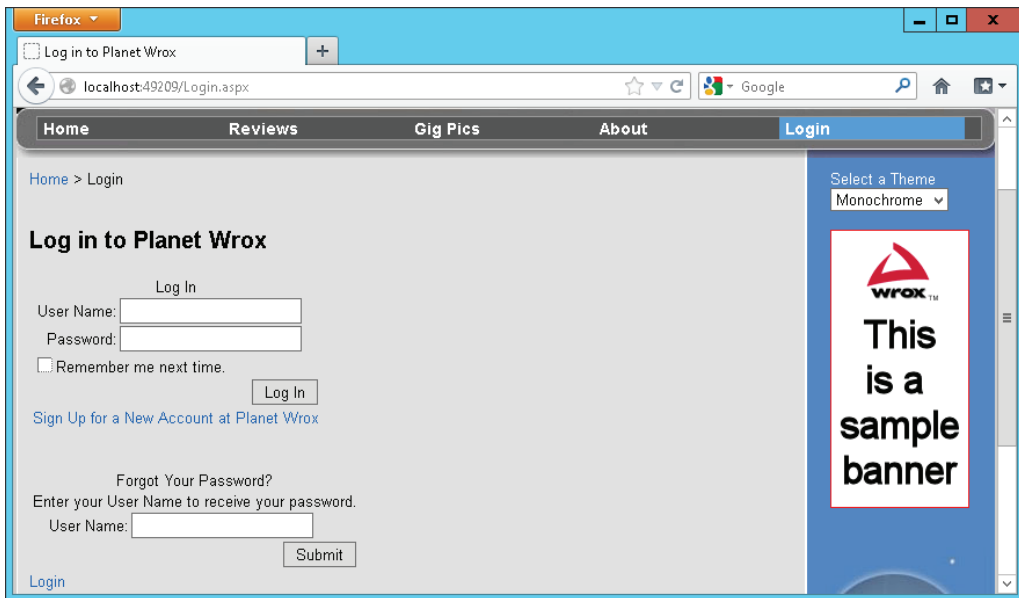 Firefox
Log in to Planet Wrox
localhost:49209/Login.aspx
Google
Home Reviews Gig Pics About Login
Home > Login
Log in to Planet Wrox
Log In
User Name:
Password:
Remember me next time.
Log In
Sign Up for a New Account at Planet Wrox
Forgot Your Password?
Enter your User Name to receive your password.
User Name:
Submit
Login
Select a Theme
Monochrome
wrox TM
This
is a
sample
banner